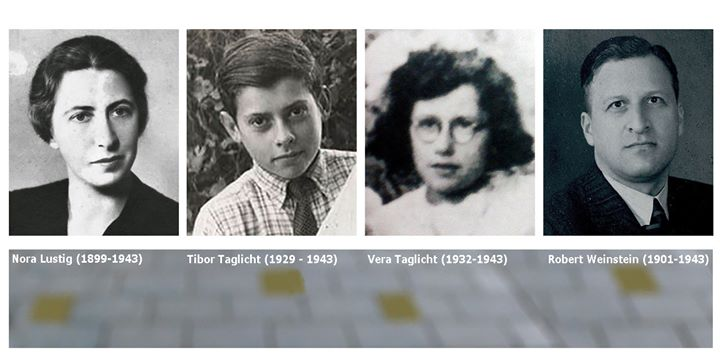 Nora Lustig (1899-1943)
Tibor Taglicht (1929 - 1943)
Vera Taglicht (1932-1943)
Robert Weinstein (1901-1943)